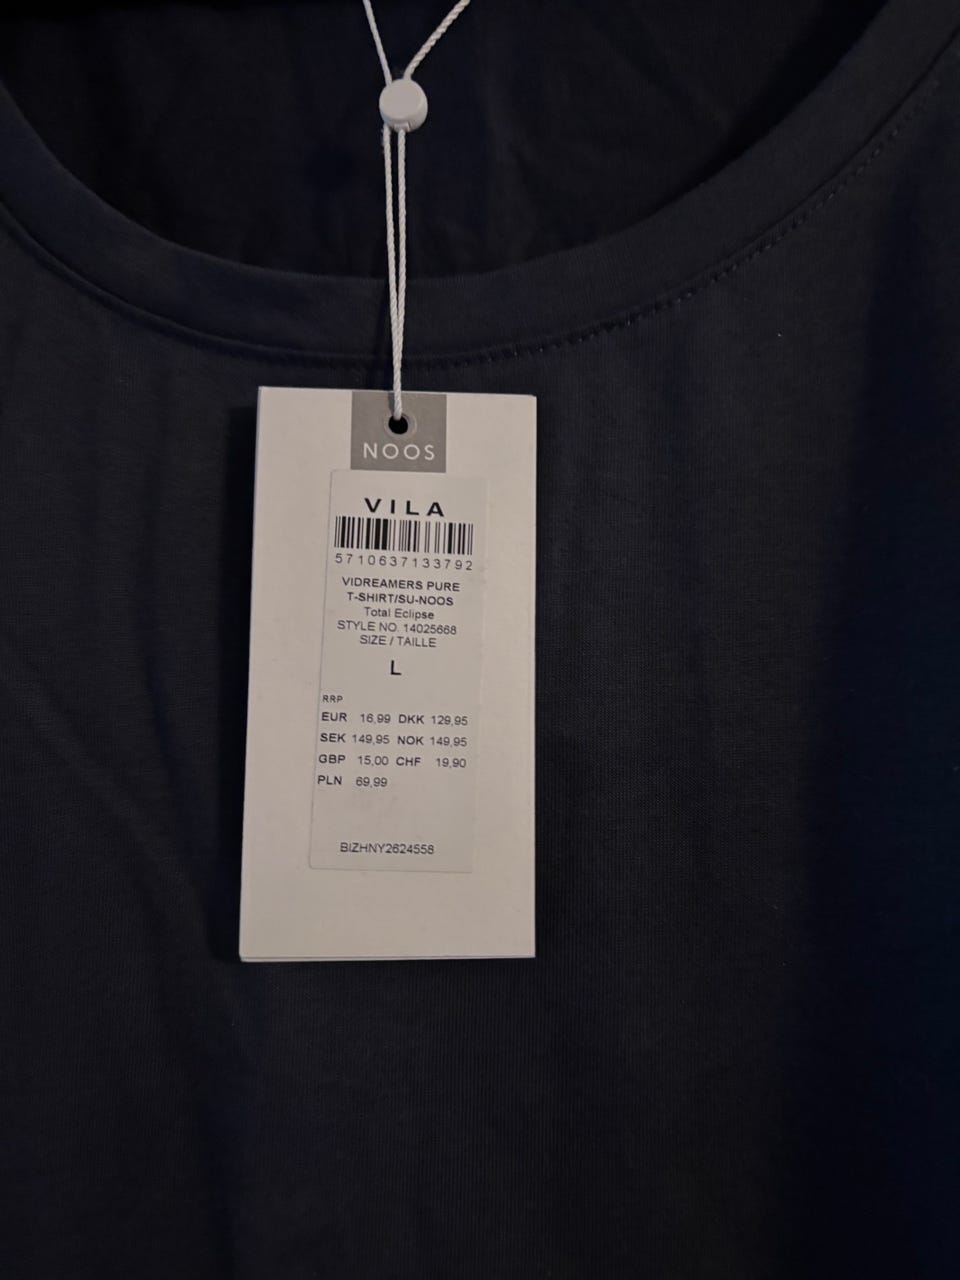 NOOS
VILA
5710637133792
VIDREAMERS PURE
T-SHIRT/SU-NOOS
Total Eclipse
STYLE NO. 14025668
SIZE / TAILLE
L
RRP
EUR 16,99 DKK 129,95
SEK 149,95 NOK 149,95
GBP 15,00 CHF 19,90
PLN 69,99
BIZHNY2624558